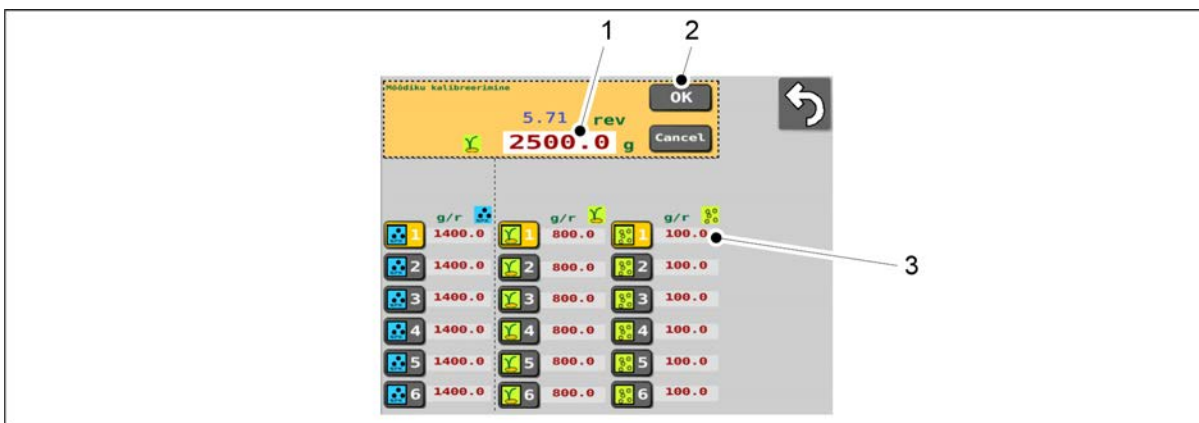 1 2
Möödiku kalibreerimine
OK
5.71 rev
2500.0 g
Cancel
g/r g/r g/r
1 1400.0 1 800.0 1 100.0
3
2 1400.0 2 800.0 2 100.0
3 1400.0 3 800.0 3 100.0
4 1400.0 4 800.0 4 100.0
5 1400.0 5 800.0 5 100.0
6 1400.0 6 800.0 6 100.0